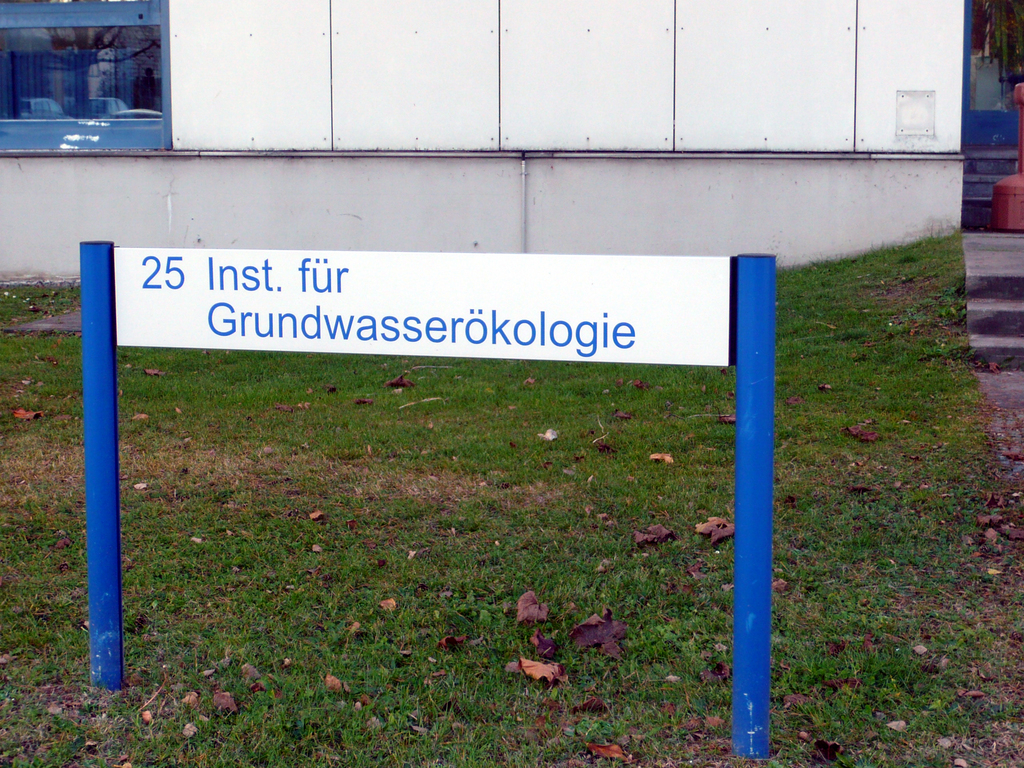 25 Inst. für
Grundwasserökologie